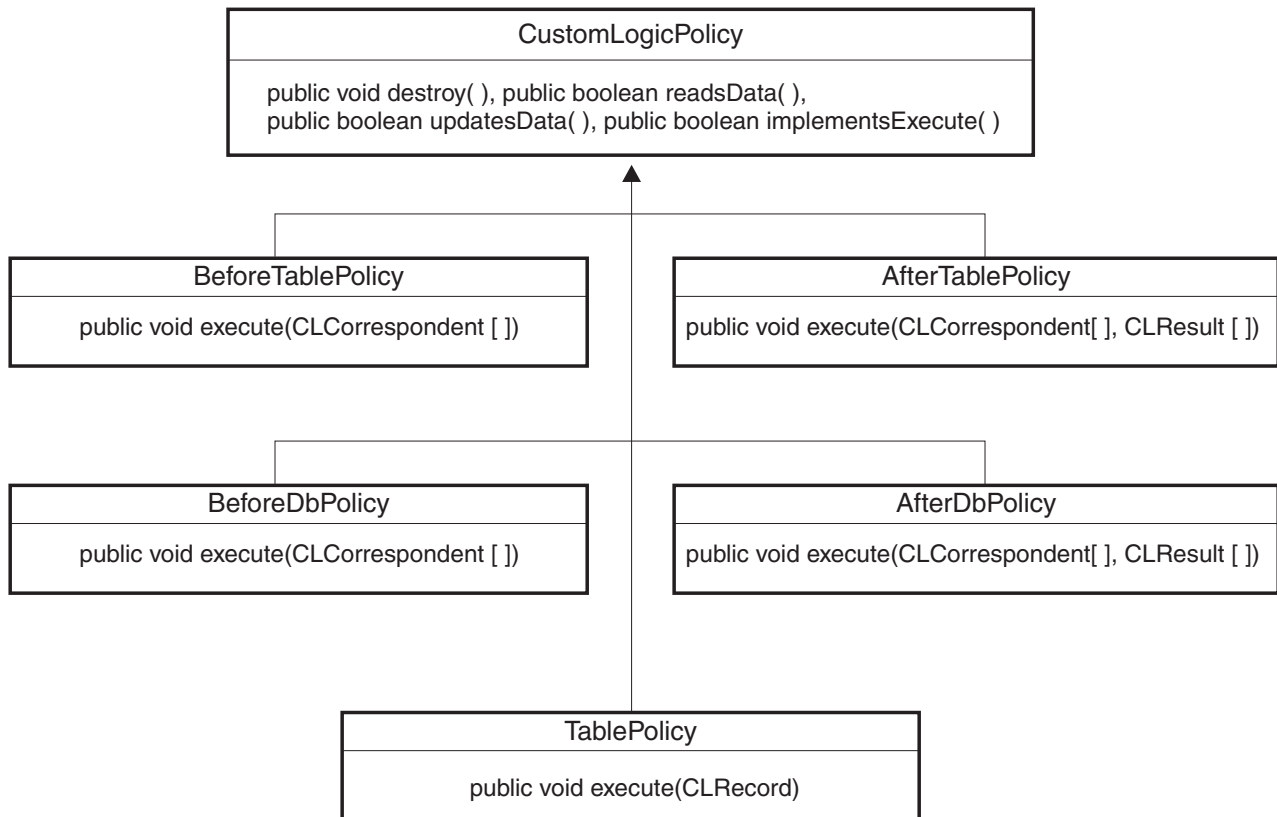 CustomLogicPolicy
public void destroy( ), public boolean readsData( ),
public boolean updatesData( ), public boolean implementsExecute( )
BeforeTablePolicy
public void execute(CLCorrespondent [ ])
AfterTablePolicy
public void execute(CLCorrespondent[ ], CLResult [ ])
BeforeDbPolicy
public void execute(CLCorrespondent [ ])
AfterDbPolicy
public void execute(CLCorrespondent[ ], CLResult [ ])
TablePolicy
public void execute(CLRecord)